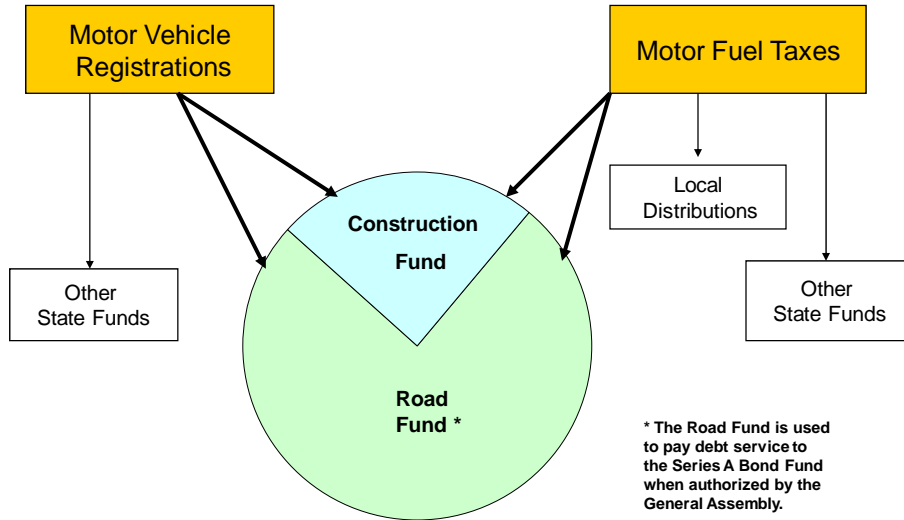 Motor Vehicle
Registrations
Motor Fuel Taxes
Local
Distributions
Construction
Fund
Other
State Funds
Other
State Funds
Road
Fund *
* The Road Fund is used
to pay debt service to
the Series A Bond Fund
when authorized by the
General Assembly.